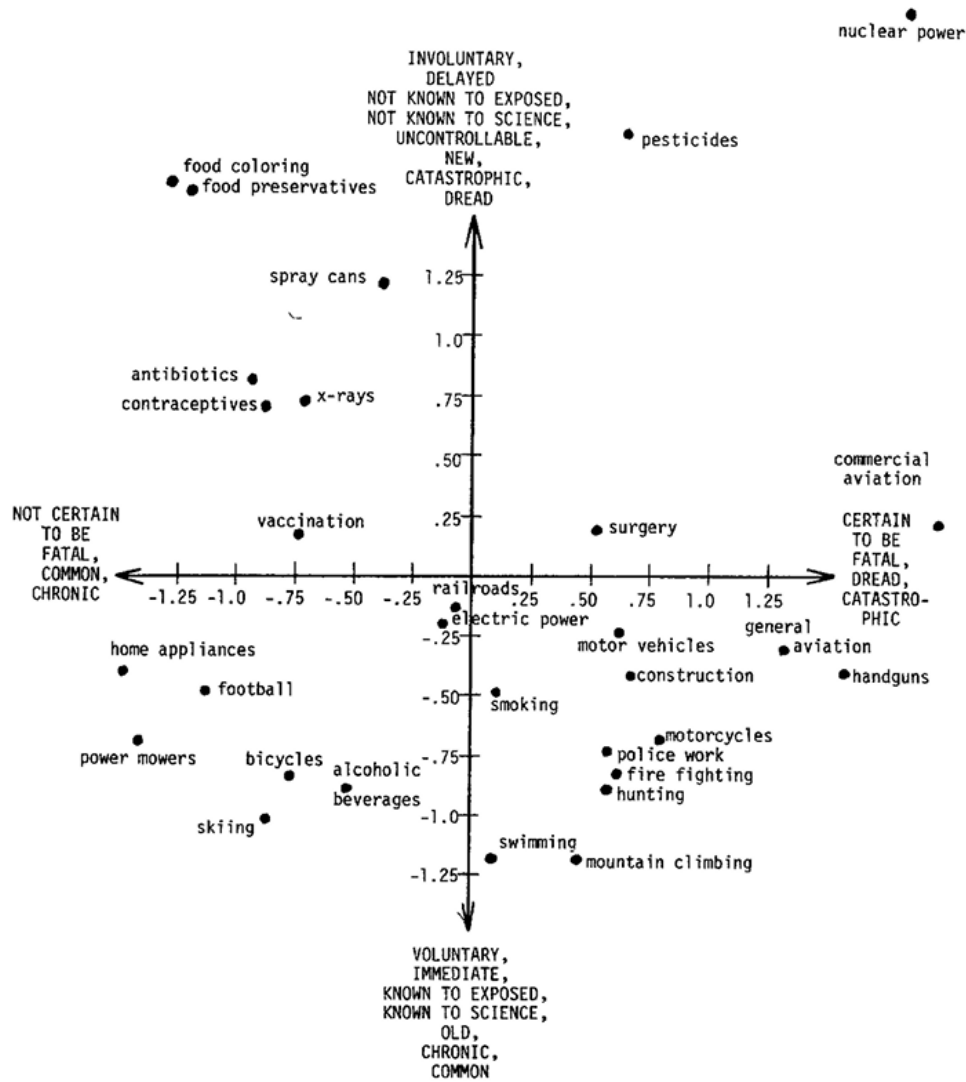 nuclear power
INVOLUNTARY,
DELAYED
NOT KNOWN TO EXPOSED,
NOT KNOWN TO SCIENCE,
UNCONTROLLABLE,
NEW,
CATASTROPHIC,
DREAD
pesticides
food coloring
food preservatives
spray cans
1.25
1.0
antibiotics
.75
x-rays
contraceptives
.50
commercial
aviation
.25
vaccination
surgery
NOT CERTAIN
TO BE
FATAL,
COMMON,
CHRONIC
CERTAIN
TO BE
FATAL,
DREAD,
CATASTRO-
PHIC
-1.25 -1.0 -.75 -.50 -.25 .25 .50 .75 1.0 1.25
railroads
electric power
-.25
motor vehicles
general
aviation
home appliances
football
construction
handguns
-.50
smoking
power mowers
motorcycles
-.75
police work
bicycles
fire fighting
alcoholic
beverages
hunting
-1.0
skiing
swimming
mountain climbing
-1.25
VOLUNTARY,
IMMEDIATE,
KNOWN TO EXPOSED,
KNOWN TO SCIENCE,
OLD,
CHRONIC,
COMMON